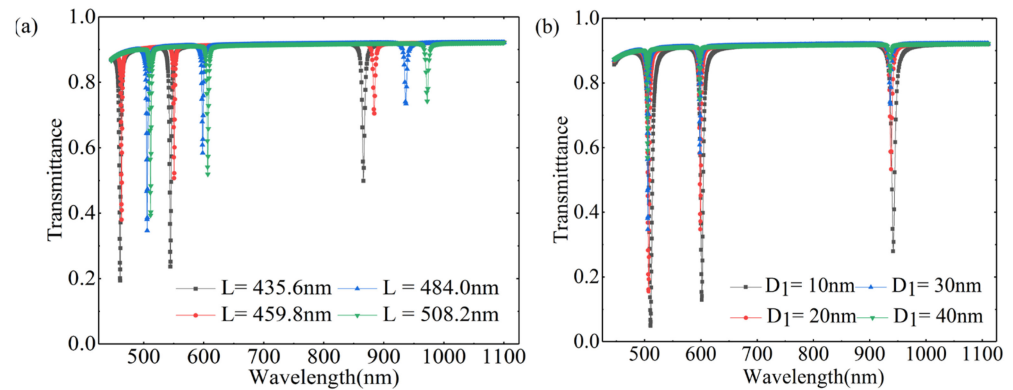 (a)
1.0
0.8
0.6
0.4
0.2
0.0
Transmittance
L= 435.6nm
L = 484.0nm
L= 459.8nm
L = 508.2nm
500 600 700 800 900 1000 1100
Wavelength(nm)
(b)
1.0
0.8
0.6
0.4
0.2
0.0
Transmittance
D1= 10nm
D1= 30nm
D1= 20nm
D1= 40nm
500 600 700 800 900 1000 1100
Wavelength(nm)